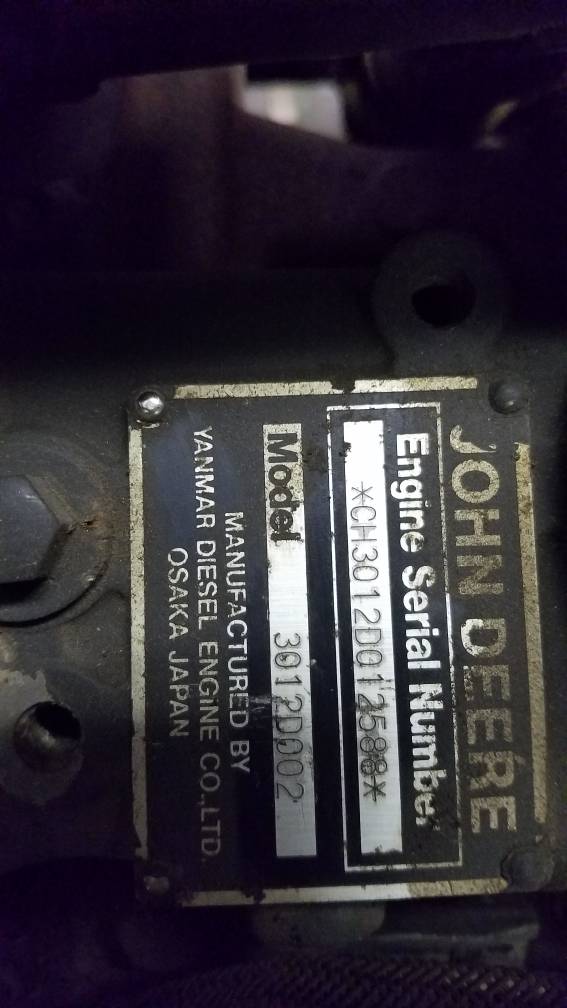 JOHN DEERE
Engine Serial Number
*CH3012D012588*
Model 3012D002
MANUFACTURED BY
YANMAR DIESEL ENGINE CO.,LTD.
OSAKA JAPAN